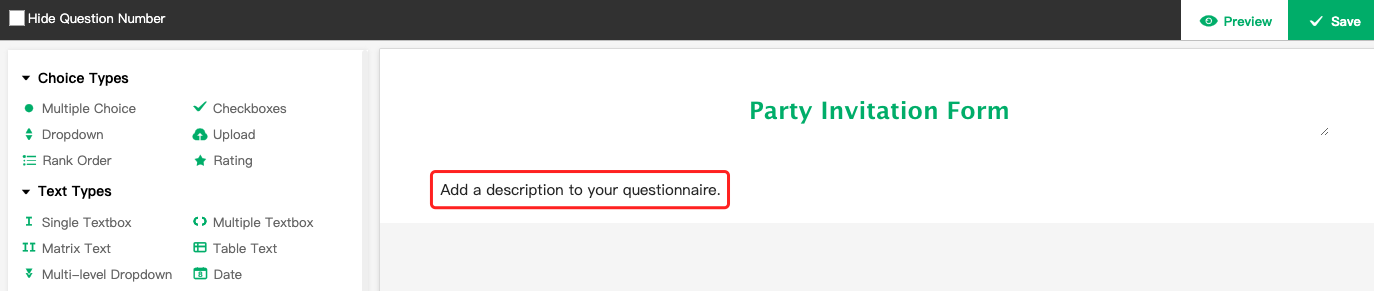 Hide Question Number
Preview
Save
Choice Types
Multiple Choice
Checkboxes
Dropdown
Upload
Rank Order
Rating
Text Types
Single Textbox
Multiple Textbox
Matrix Text
Table Text
Multi-level Dropdown
Date
Party Invitation Form
Add a description to your questionnaire.